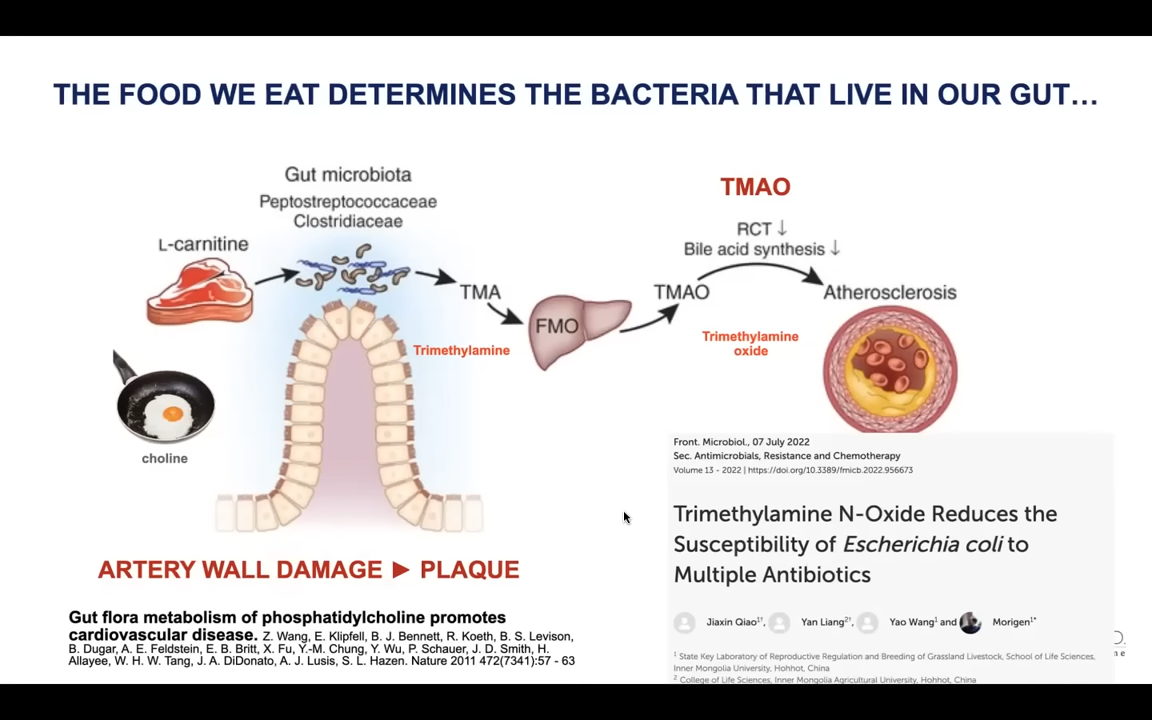 THE FOOD WE EAT DETERMINES THE BACTERIA THAT LIVE IN OUR GUT...
Gut microbiota
Peptostreptococcaceae
Clostridiaceae
L-carnitine
choline
TMA
Trimethylamine
FMO
TMAO
RCT ↓
Bile acid synthesis ↓
TMAO
Trimethylamine
oxide
Atherosclerosis
ARTERY WALL DAMAGE ► PLAQUE
Gut flora metabolism of phosphatidylcholine promotes
cardiovascular disease. Z. Wang, E. Klipfell, B. J. Bennett, R. Koeth, B. S. Levison,
B. Dugar, A. E. Feldstein, E. B. Britt, X. Fu, Y.-M. Chung, Y. Wu, P. Schauer, J. D. Smith, H.
Allayee, W. H. W. Tang, J. A. DiDonato, A. J. Lusis, S. L. Hazen. Nature 2011 472(7341):57 - 63
Front. Microbiol., 07 July 2022
Sec. Antimicrobials, Resistance and Chemotherapy
Volume 13 - 2022 | https://doi.org/10.3389/fmicb.2022.956673
Trimethylamine N-Oxide Reduces the
Susceptibility of Escherichia coli to
Multiple Antibiotics
Jiaxin Qiao1†, Yan Liang2†, Yao Wang1 and Morigen1*
1 State Key Laboratory of Reproductive Regulation and Breeding of Grassland Livestock, School of Life Sciences,
Inner Mongolia University, Hohhot, China
2 College of Life Sciences, Inner Mongolia Agricultural University, Hohhot, China